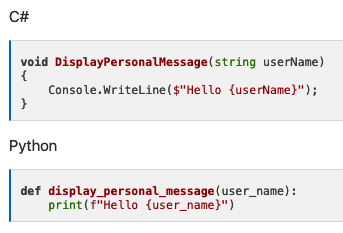 C#
void DisplayPersonalMessage(string userName)
{
    Console.WriteLine($"Hello {userName}");
}
Python
def display_personal_message(user_name):
    print(f"Hello {user_name}")